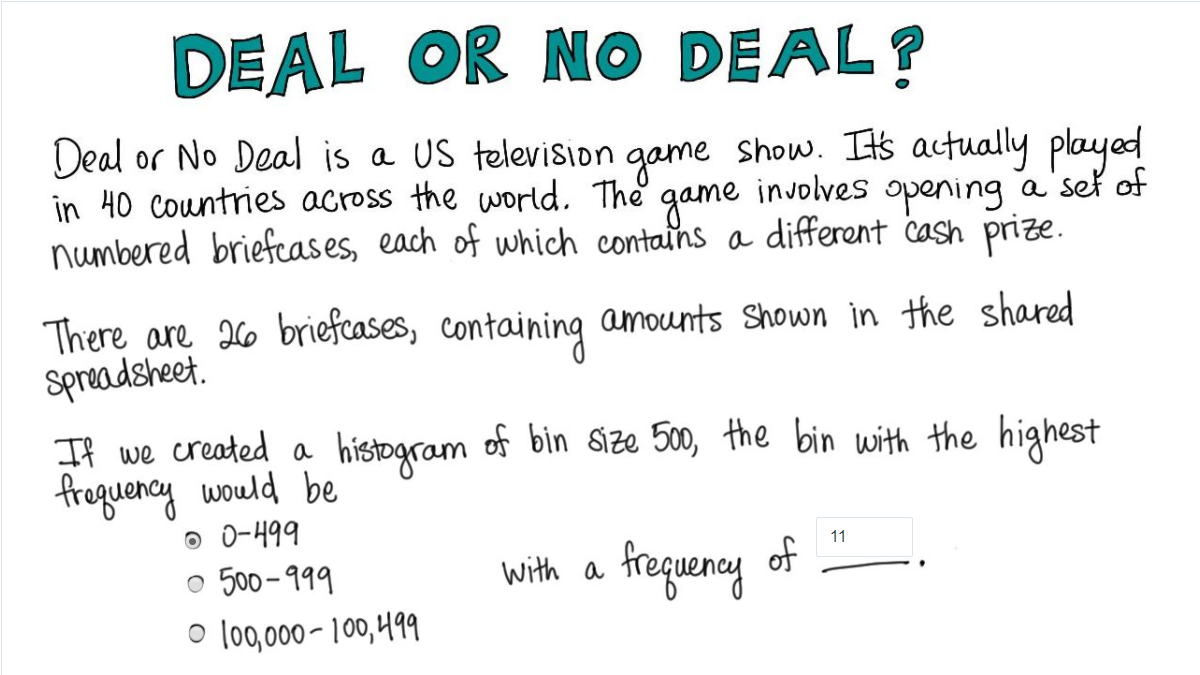 DEAL OR NO DEAL?
Deal or No Deal is a US television game show. It's actually played
in 40 countries across the world. The game involves opening a set of
numbered briefcases, each of which contains a different cash prize.
There are 26 briefcases, containing amounts shown in the shared
spreadsheet.
If we created a histogram of bin size 500, the bin with the highest
frequency would be
0-499
500-999
100,000-100,499
with a frequency of 11.